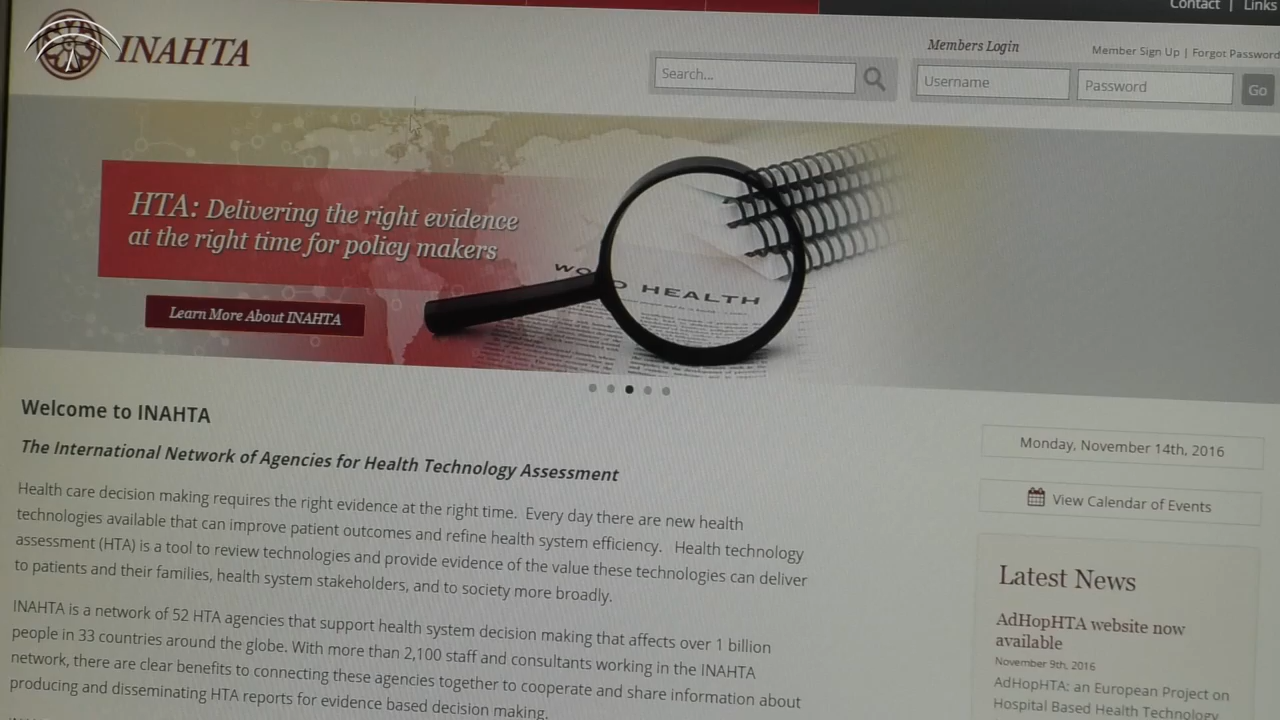 Contact | Links
INAHTA
Members Login
Member Sign Up | Forgot Password
Search...
Username
Password
Go
HTA: Delivering the right evidence
at the right time for policy makers
HEALTH
Learn More About INAHTA
Welcome to INAHTA
The International Network of Agencies for Health Technology Assessment
Health care decision making requires the right evidence at the right time. Every day there are new health
technologies available that can improve patient outcomes and refine health system efficiency. Health technology
assessment (HTA) is a tool to review technologies and provide evidence of the value these technologies can deliver
to patients and their families, health system stakeholders, and to society more broadly.
INAHTA is a network of 52 HTA agencies that support health system decision making that affects over 1 billion
people in 33 countries around the globe. With more than 2,100 staff and consultants working in the INAHTA
network, there are clear benefits to connecting these agencies together to cooperate and share information about
producing and disseminating HTA reports for evidence based decision making.
Monday, November 14th, 2016
View Calendar of Events
Latest News
AdHopHTA website now
available
November 9th, 2016
AdHopHTA: an European Project on
Hospital Based Health Technology